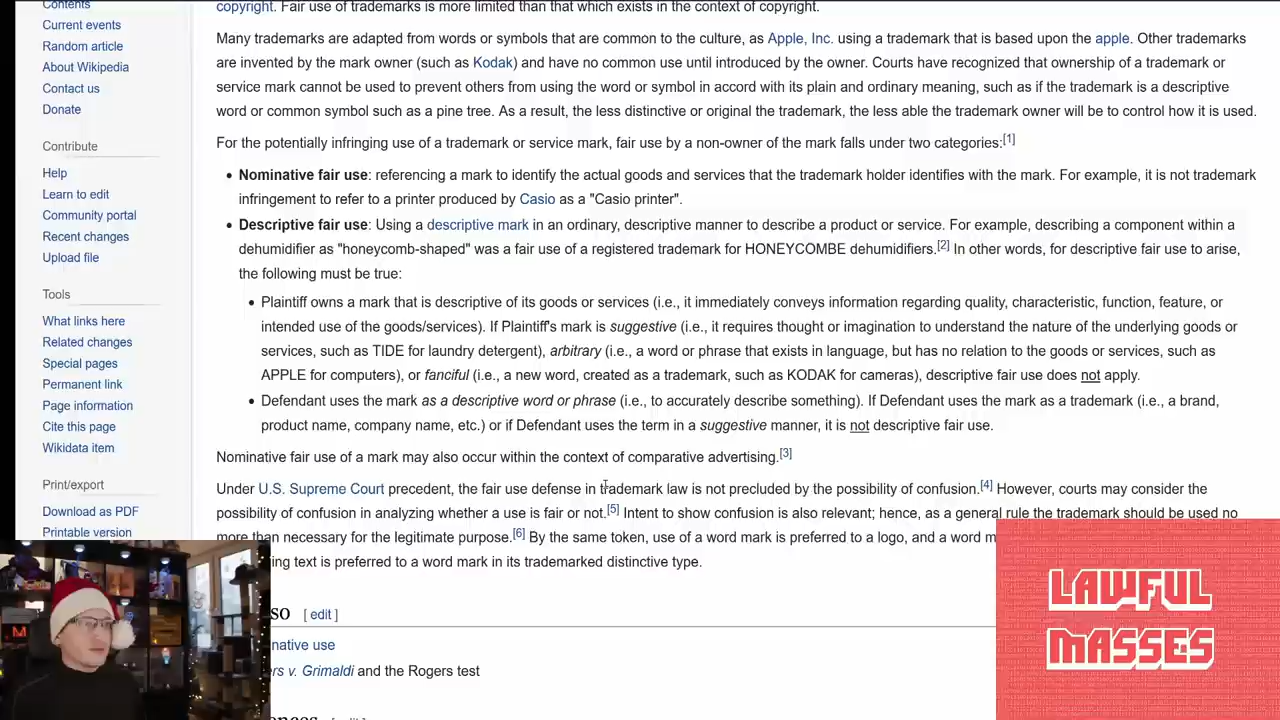 Contents
Current events
Random article
About Wikipedia
Contact us
Donate
Contribute
Help
Learn to edit
Community portal
Recent changes
Upload file
Tools
What links here
Related changes
Special pages
Permanent link
Page information
Cite this page
Wikidata item
Print/export
Download as PDF
Printable version
copyright. Fair use of trademarks is more limited than that which exists in the context of copyright.
Many trademarks are adapted from words or symbols that are common to the culture, as Apple, Inc. using a trademark that is based upon the apple. Other trademarks
are invented by the mark owner (such as Kodak) and have no common use until introduced by the owner. Courts have recognized that ownership of a trademark or
service mark cannot be used to prevent others from using the word or symbol in accord with its plain and ordinary meaning, such as if the trademark is a descriptive
word or common symbol such as a pine tree. As a result, the less distinctive or original the trademark, the less able the trademark owner will be to control how it is used.
For the potentially infringing use of a trademark or service mark, fair use by a non-owner of the mark falls under two categories:[1]
• Nominative fair use: referencing a mark to identify the actual goods and services that the trademark holder identifies with the mark. For example, it is not trademark
infringement to refer to a printer produced by Casio as a "Casio printer".
• Descriptive fair use: Using a descriptive mark in an ordinary, descriptive manner to describe a product or service. For example, describing a component within a
dehumidifier as "honeycomb-shaped" was a fair use of a registered trademark for HONEYCOMBE dehumidifiers.[2] In other words, for descriptive fair use to arise,
the following must be true:
• Plaintiff owns a mark that is descriptive of its goods or services (i.e., it immediately conveys information regarding quality, characteristic, function, feature, or
intended use of the goods/services). If Plaintiff's mark is suggestive (i.e., it requires thought or imagination to understand the nature of the underlying goods or
services, such as TIDE for laundry detergent), arbitrary (i.e., a word or phrase that exists in language, but has no relation to the goods or services, such as
APPLE for computers), or fanciful (i.e., a new word, created as a trademark, such as KODAK for cameras), descriptive fair use does not apply.
• Defendant uses the mark as a descriptive word or phrase (i.e., to accurately describe something). If Defendant uses the mark as a trademark (i.e., a brand,
product name, company name, etc.) or if Defendant uses the term in a suggestive manner, it is not descriptive fair use.
Nominative fair use of a mark may also occur within the context of comparative advertising.[3]
Under U.S. Supreme Court precedent, the fair use defense in trademark law is not precluded by the possibility of confusion.[4] However, courts may consider the
possibility of confusion in analyzing whether a use is fair or not.[5] Intent to show confusion is also relevant; hence, as a general rule the trademark should be used no
more than necessary for the legitimate purpose.[6] By the same token, use of a word mark is preferred to a logo, and a word m
ing text is preferred to a word mark in its trademarked distinctive type.
so [ edit ]
native use
rs v. Grimaldi and the Rogers test
LAWFUL
MASSES